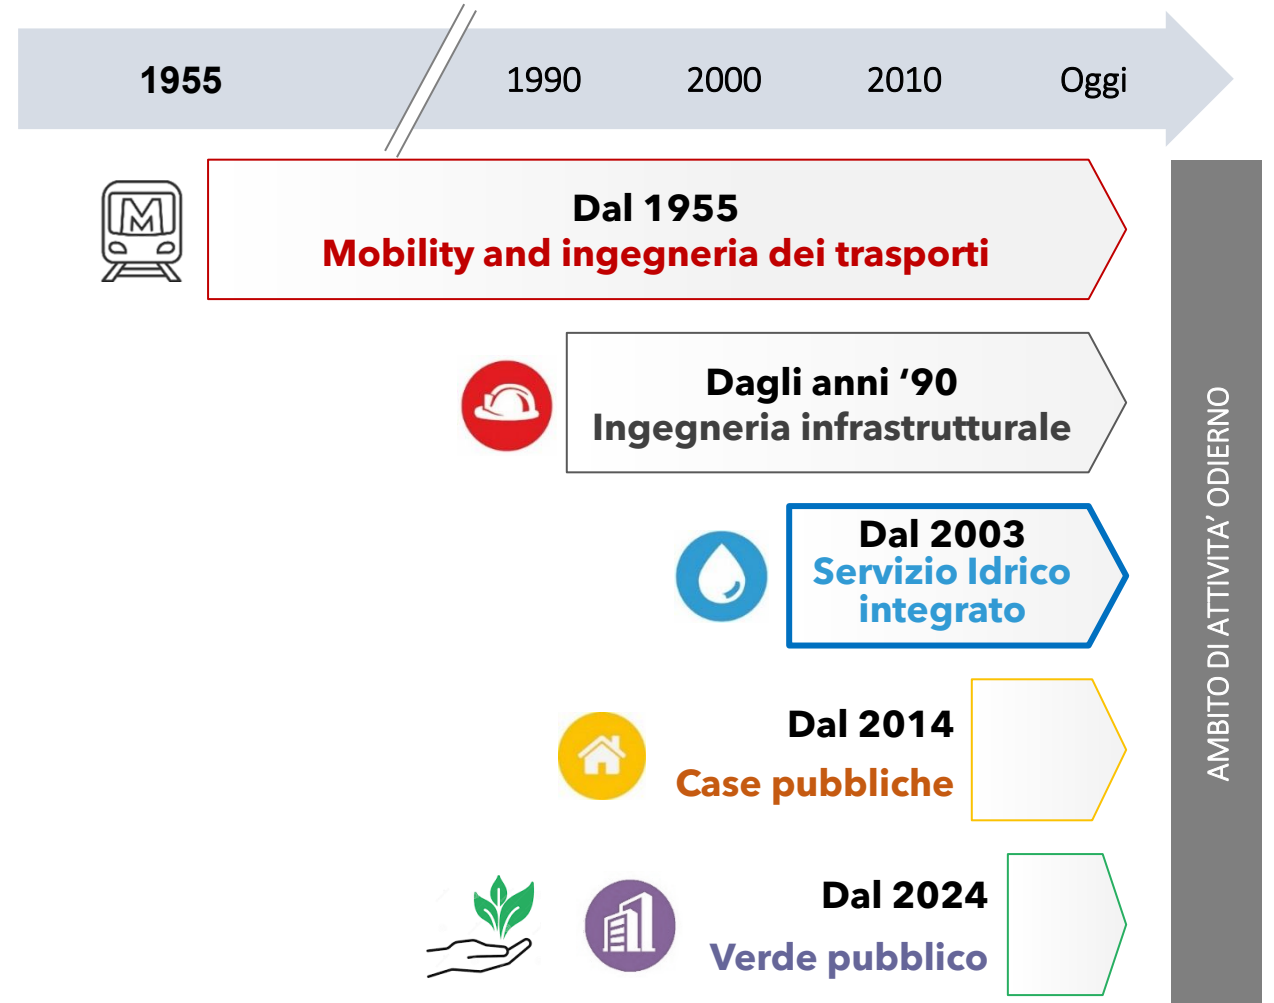 1955 1990 2000 2010 Oggi
M
Dal 1955
Mobility and ingegneria dei trasporti
Dagli anni ‘90
Ingegneria infrastrutturale
Dal 2003
Servizio Idrico
integrato
Dal 2014
Case pubbliche
Dal 2024
Verde pubblico
AMBITO DI ATTIVITA’ ODIERNO